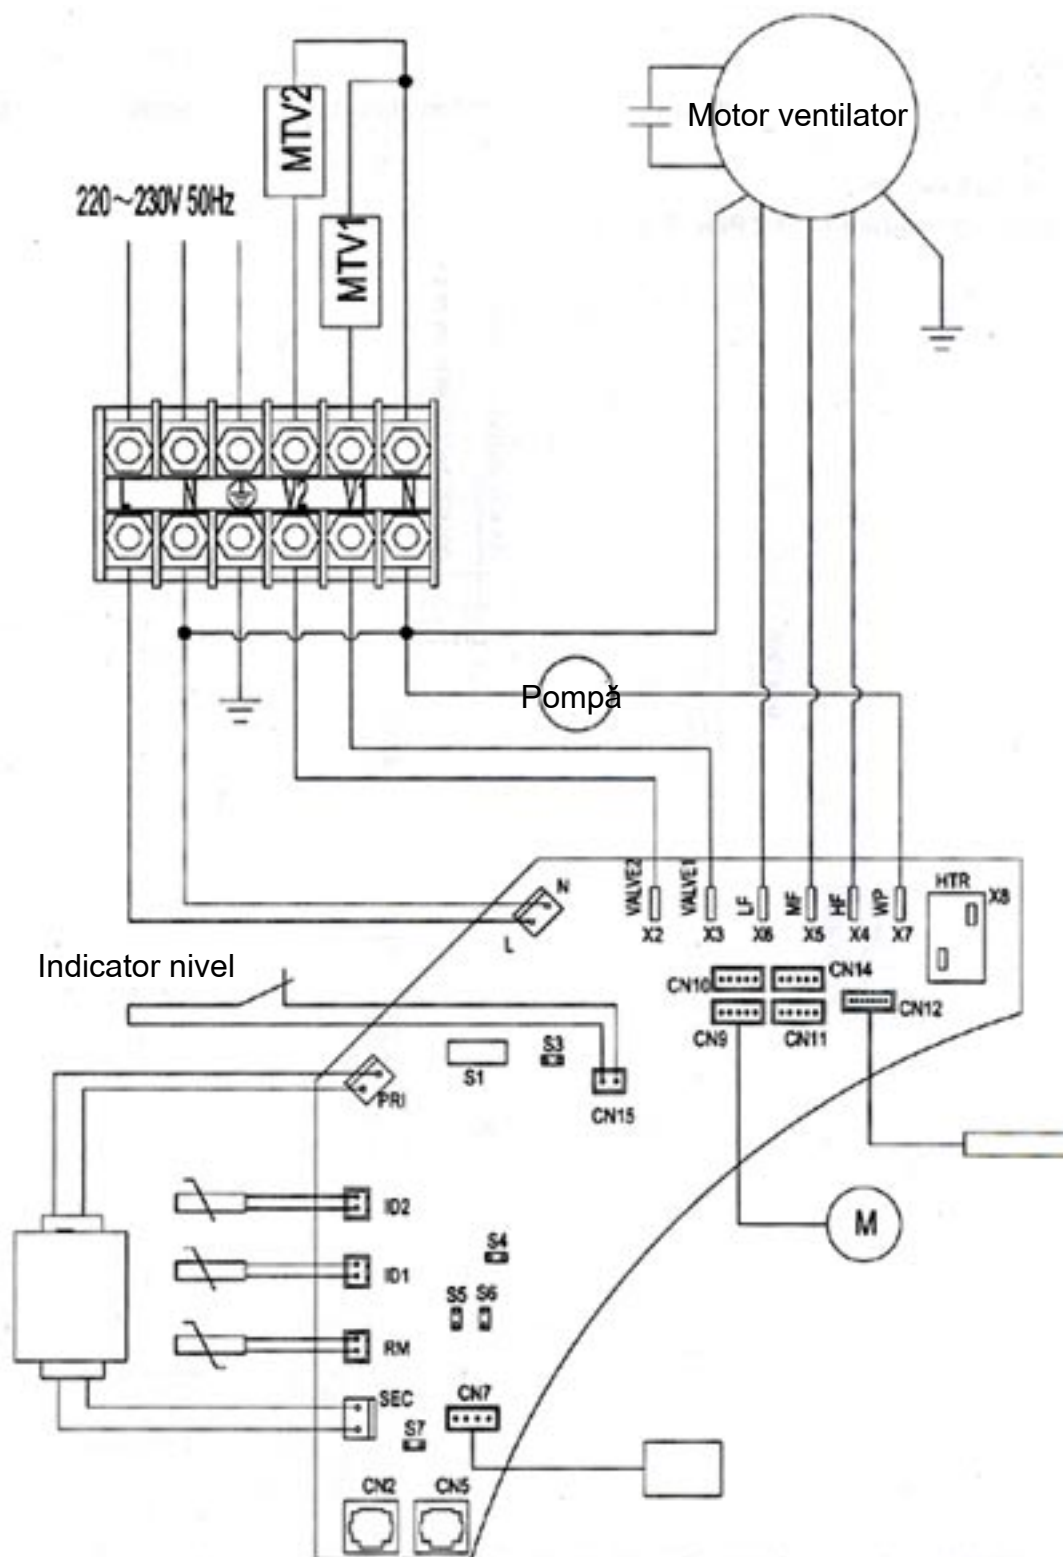 MTV2
Motor ventilator
220～230V 50Hz
MTV1
L N V2 V1 N
Pompă
VALVE2 VALVE1 LF MF HF WP HTR
X8
N
L
X2 X3 X6 X5 X4 X7
Indicator nivel
CN10 CN14
CN12
CN9 CN11
S3
S1
PRI
CN15
ID2
M
S4
ID1
S5 S6
RM
SEC CN7
S7
CN2 CN5